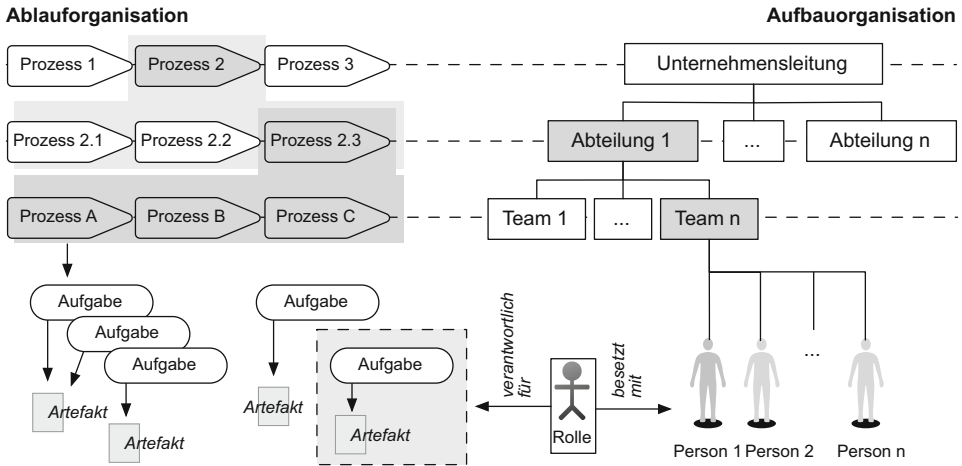 Ablauforganisation
Aufbauorganisation
Prozess 1
Prozess 2
Prozess 3
Unternehmensleitung
Prozess 2.1
Prozess 2.2
Prozess 2.3
Abteilung 1
...
Abteilung n
Prozess A
Prozess B
Prozess C
Team 1
...
Team n
Aufgabe
Aufgabe
Aufgabe
Artefakt
Artefakt
Aufgabe
Artefakt
Aufgabe
Artefakt
verantwortlich
für
Rolle
besetzt
mit
...
Person 1
Person 2
Person n